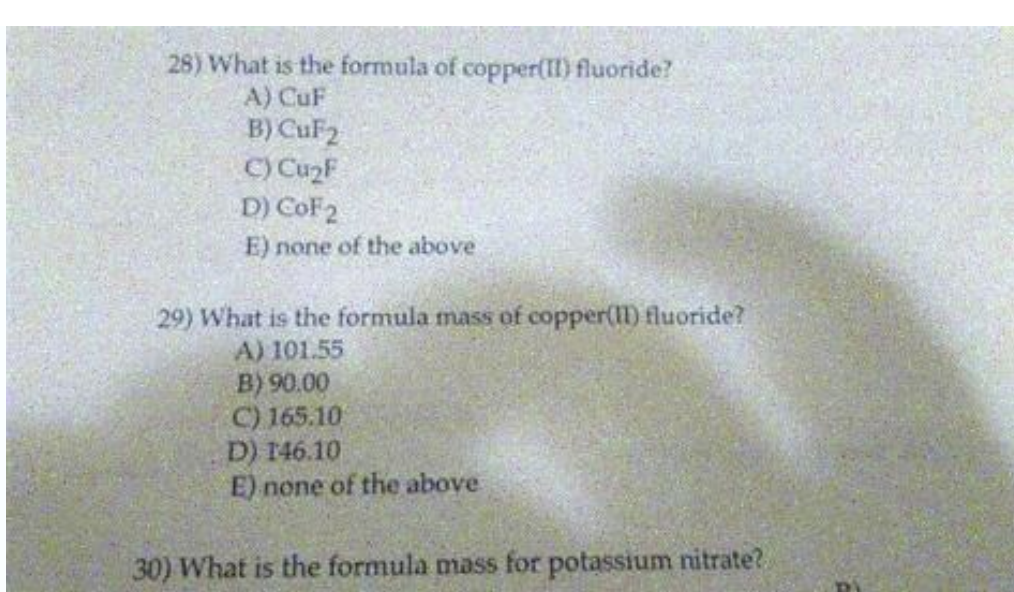 28) What is the formula of copper(II) fluoride?
A) CuF
B) CuF₂
C) Cu₂F
D) CoF₂
E) none of the above
29) What is the formula mass of copper(II) fluoride?
A) 101.55
B) 90.00
C) 165.10
D) 146.10
E) none of the above
30) What is the formula mass for potassium nitrate?